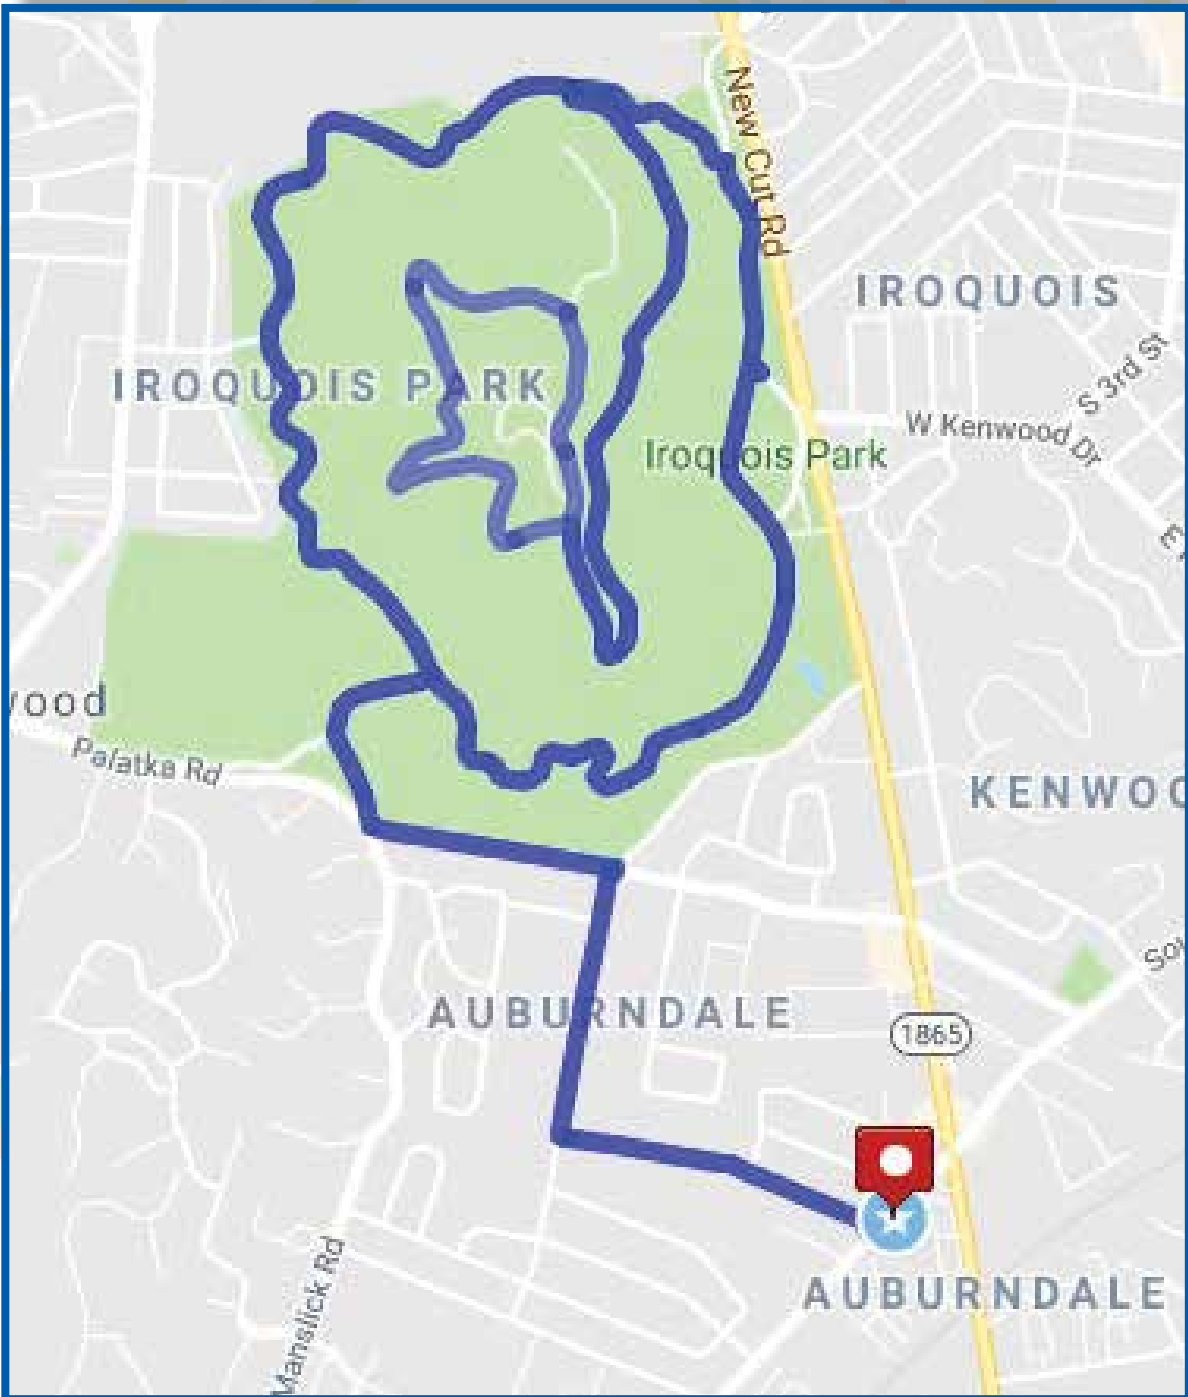 New Cut Rd
IROQUOIS
S 3rd St
IROQUOIS PARK
W Kenwood Dr
Iroquois Park
wood
Palatka Rd
KENWOO
Sou
AUBURNDALE
1865
AUBURNDALE
Manslick Rd